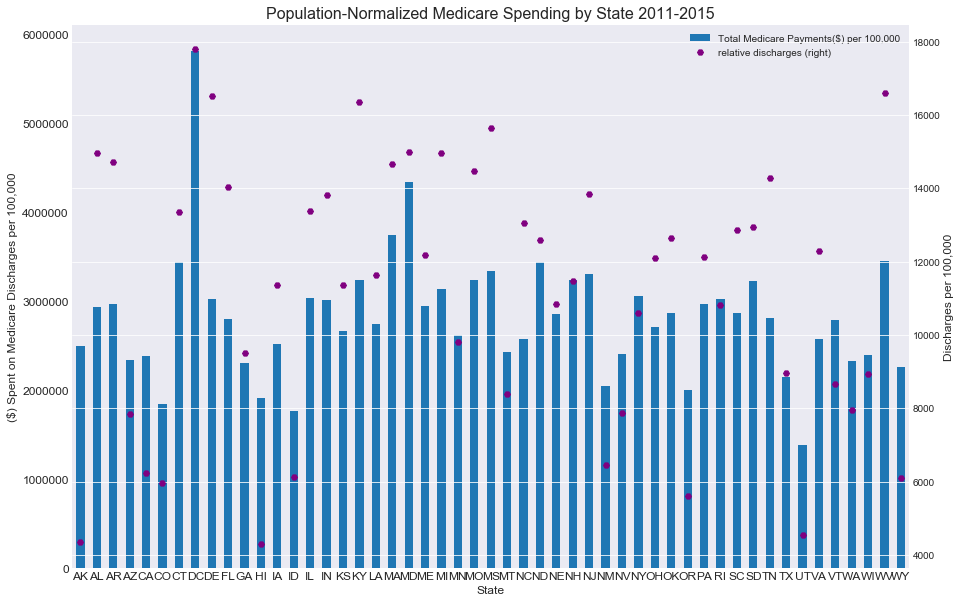 Population-Normalized Medicare Spending by State 2011-2015
Total Medicare Payments($) per 100.000
relative discharges (right)
($) Spent on Medicare Discharges per 100,000
6000000
5000000
4000000
3000000
2000000
1000000
0
18000
16000
14000
12000
10000
8000
6000
4000
Discharges per 100,000
AK AL AR AZ CA CO CT DC DE FL GA HI IA ID IL IN KS KY LA MA MD ME MI MN MO MS MT NC ND NE NH NJ NM NV NY OH OK OR PA RI SC SD TN TX UT VA VT WA WI WV WY
State